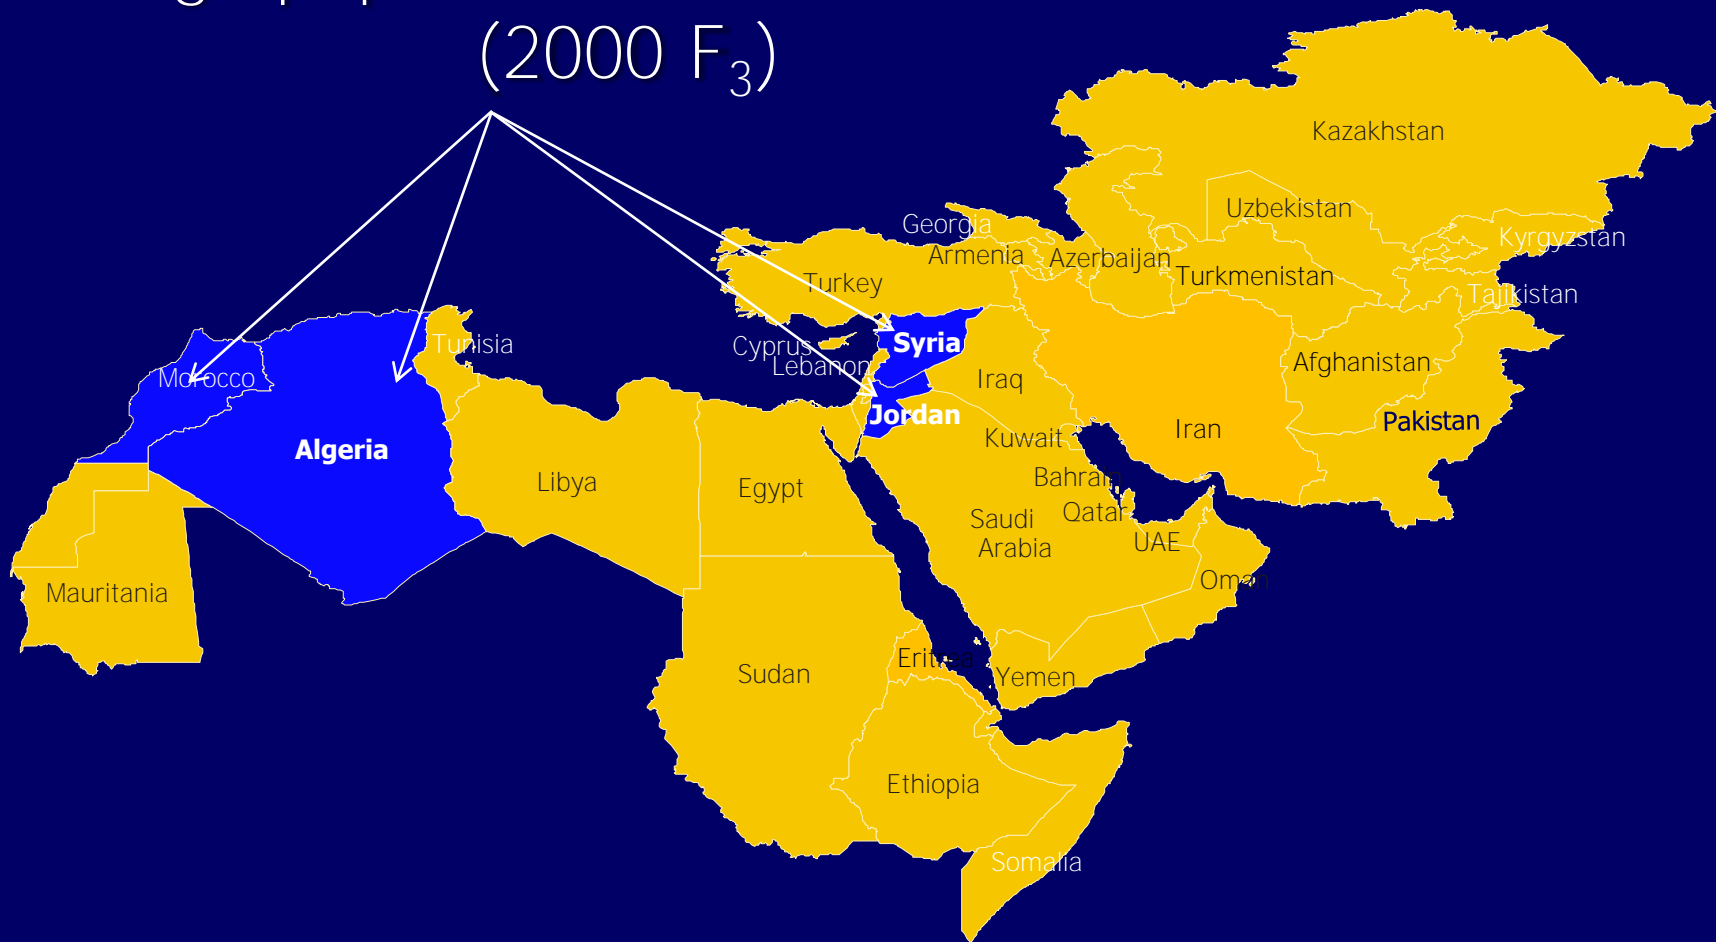 (2000 F₃)
Kazakhstan
Uzbekistan
Georgia
Kyrgyzstan
Armenia
Azerbaijan
Turkmenistan
Turkey
Tajikistan
Tunisia
Cyprus
Syria
Lebanon
Afghanistan
Morocco
Iraq
Jordan
Pakistan
Iran
Kuwait
Algeria
Bahrain
Libya
Egypt
Qatar
Saudi
Arabia
UAE
Oman
Mauritania
Eritrea
Sudan
Yemen
Ethiopia
Somalia